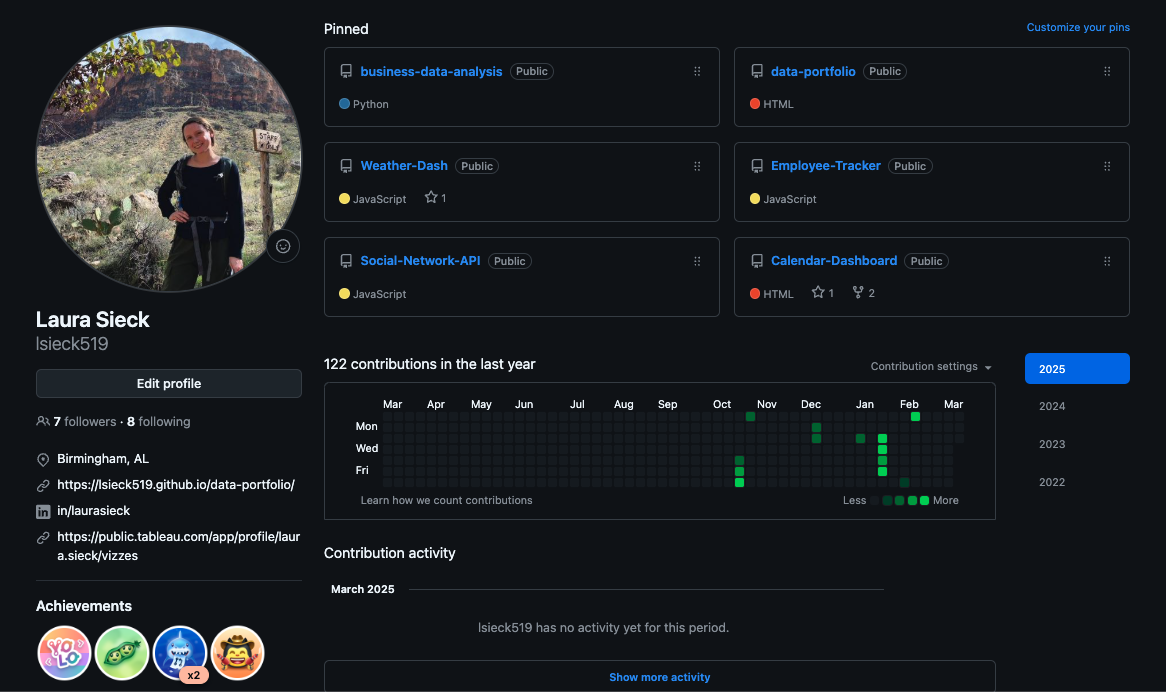 STAFF
Laura Sieck
lsieck519
Edit profile
7 followers · 8 following
Birmingham, AL
https://lsieck519.github.io/data-portfolio/
in/laurasieck
https://public.tableau.com/app/profile/laur
a.sieck/vizzes
Achievements
YOLO
x2
Pinned
Customize your pins
business-data-analysis Public
Python
data-portfolio Public
HTML
Weather-Dash Public
JavaScript 1
Employee-Tracker Public
JavaScript
Social-Network-API Public
JavaScript
Calendar-Dashboard Public
HTML 1 2
122 contributions in the last year
Contribution settings
2025
2024
2023
2022
Mar Apr May Jun Jul Aug Sep Oct Nov Dec Jan Feb Mar
Mon
Wed
Fri
Learn how we count contributions
Less More
Contribution activity
March 2025
lsieck519 has no activity yet for this period.
Show more activity